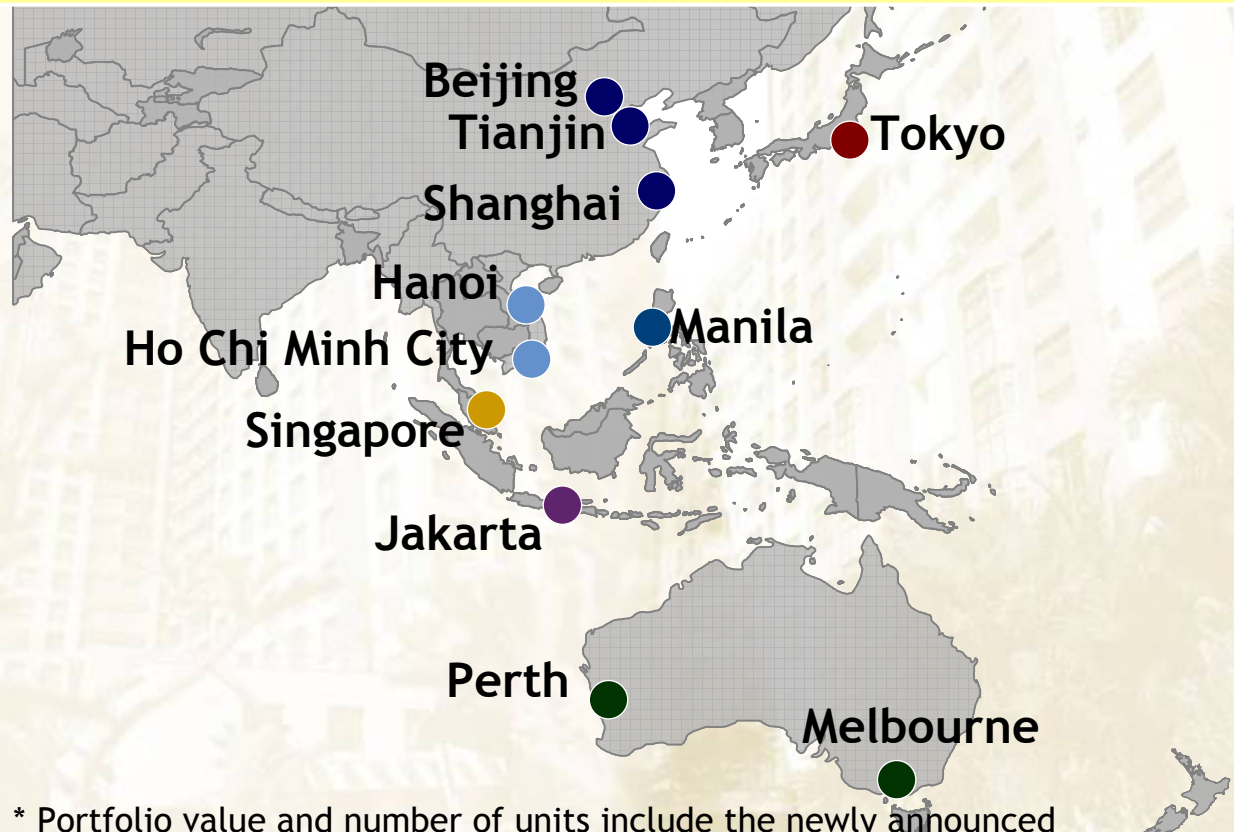 Beijing
Tianjin
Tokyo
Shanghai
Hanoi
Manila
Ho Chi Minh City
Singapore
Jakarta
Perth
Melbourne
* Portfolio value and number of units include the newly announced